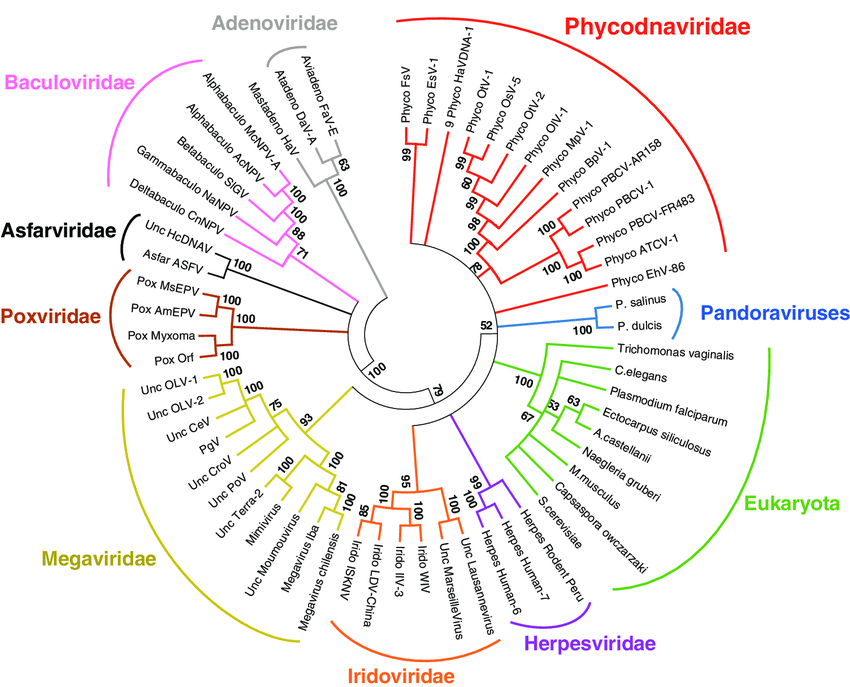 Adenoviridae
Phycodnaviridae
Baculoviridae
Asfarviridae
Poxviridae
Megaviridae
Iridoviridae
Herpesviridae
Eukaryota
Pandoraviruses
Aviadeno FaV-E
Atadeno DaV-A
Mastadeno HaV
63
100
Alphabaculo McNPV-A
Alphabaculo AcNPV
Betabaculo SlGV
Gammabaculo NaNPV
Deltabaculo CnNPV
100
100
88
71
Unc HcDNAV
Asfar ASFV
100
Pox MsEPV
Pox AmEPV
Pox Myxoma
Pox Orf
100
100
100
Unc OLV-1
Unc OLV-2
Unc CeV
PgV
Unc CroV
Unc PoV
Unc Terra-2
Mimivirus
Unc Moumouvirus
Megavirus Iba
Megavirus chilensis
100
100
75
93
100
100
81
100
Irido ISKNV
Irido LDV-China
Irido IIV-3
Irido WIV
Unc MarseilleVirus
Unc Lausannevirus
85
100
95
100
100
100
Herpes Human-6
Herpes Human-7
Herpes Rodent Peru
99
100
S.cerevisiae
Capsaspora owczarzaki
M.musculus
Naegleria gruberi
A.castellanii
Ectocarpus siliculosus
Plasmodium falciparum
C.elegans
Trichomonas vaginalis
100
67
53
63
P. dulcis
P. salinus
100
52
Phyco EhV-86
Phyco ATCV-1
Phyco PBCV-FR483
Phyco PBCV-1
Phyco PBCV-AR158
Phyco BpV-1
Phyco MpV-1
Phyco OlV-1
Phyco OtV-2
Phyco OsV-5
Phyco OtV-1
9 Phyco HaVDNA-1
Phyco EsV-1
Phyco FsV
99
99
60
99
98
100
78
100
100
100
79
100